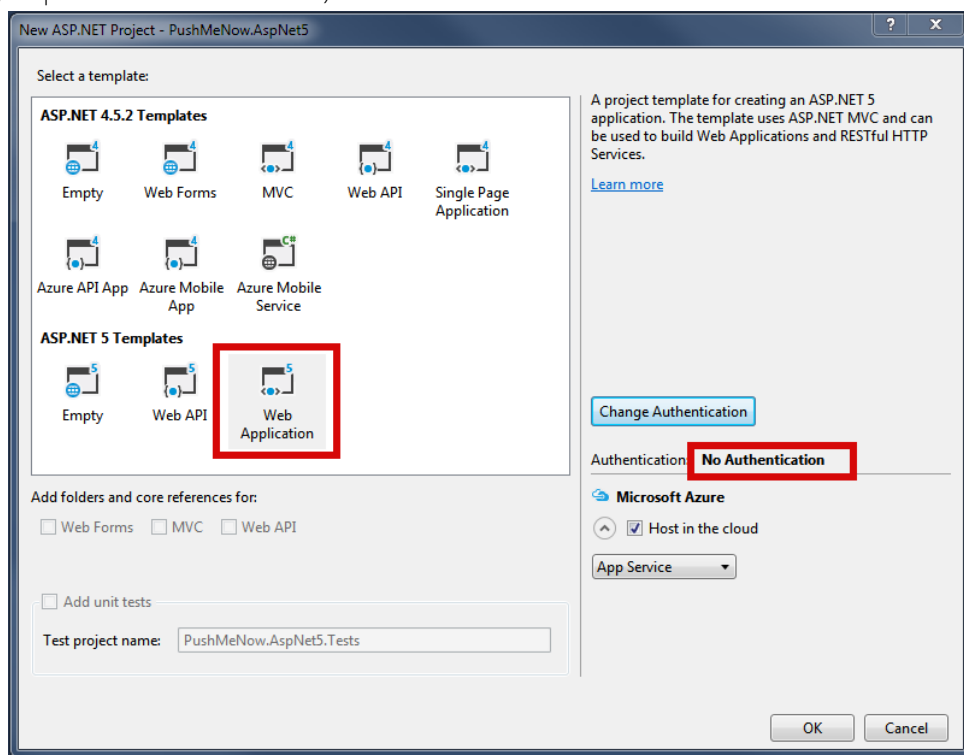 New ASP.NET Project - PushMeNow.AspNet5
Select a template:
ASP.NET 4.5.2 Templates
Empty
Web Forms
MVC
Web API
Single Page
Application
Azure API App
Azure Mobile
App
Azure Mobile
Service
ASP.NET 5 Templates
Empty
Web API
Web
Application
A project template for creating an ASP.NET 5
application. The template uses ASP.NET MVC and can
be used to build Web Applications and RESTful HTTP
Services.
Learn more
Change Authentication
Authentication: No Authentication
Microsoft Azure
Host in the cloud
App Service
Add folders and core references for:
Web Forms MVC Web API
Add unit tests
Test project name: PushMeNow.AspNet5.Tests
OK Cancel